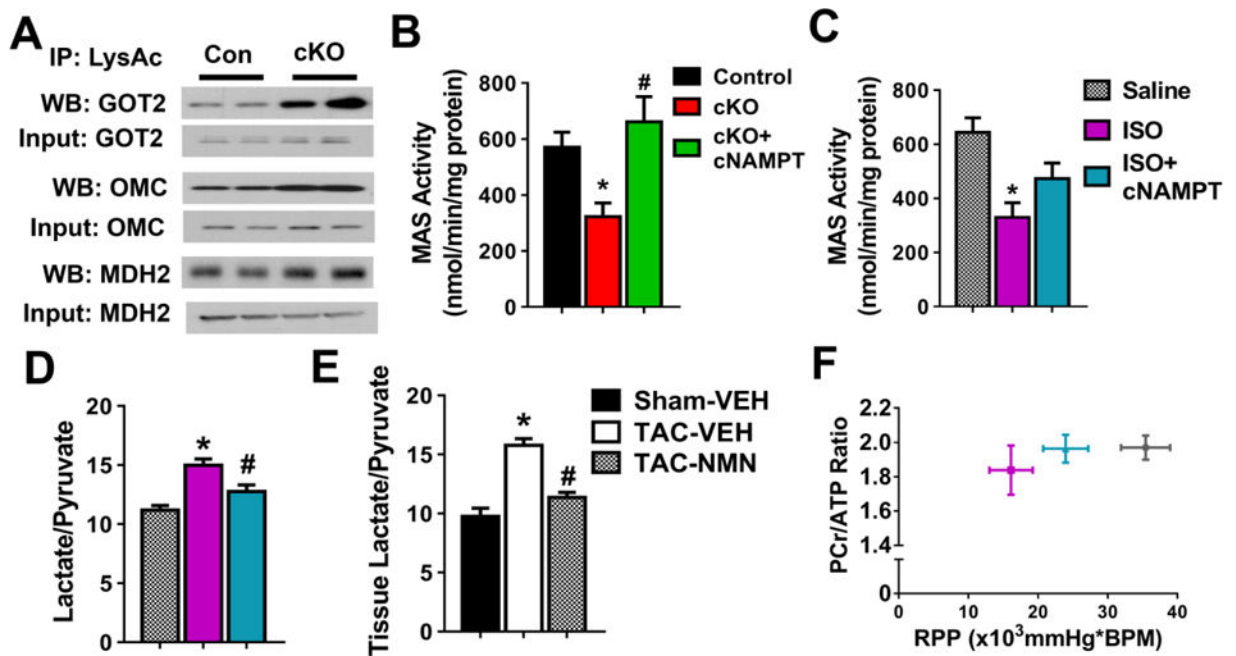 A
IP: LysAc
Con
cKO
WB: GOT2
Input: GOT2
WB: OMC
Input: OMC
WB: MDH2
Input: MDH2
B
MAS Activity
(nmol/min/mg protein)
800
600
400
200
0
*
#
Control
cKO
cKO+
cNAMPT
C
MAS Activity
(nmol/min/mg protein)
800
600
400
200
0
*
Saline
ISO
ISO+
cNAMPT
D
Lactate/Pyruvate
20
15
10
5
0
*
#
E
Tissue Lactate/Pyruvate
20
15
10
5
0
*
#
Sham-VEH
TAC-VEH
TAC-NMN
F
PCr/ATP Ratio
2.2
2.0
1.8
1.6
1.4
0
0
10
20
30
40
RPP (x10³mmHg*BPM)